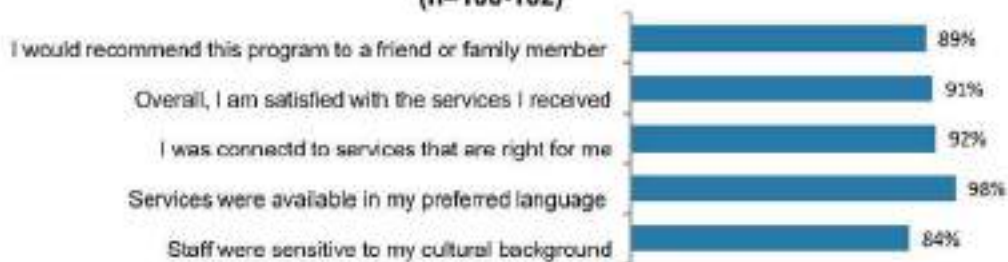 I would recommend this program to a friend or family member 89%
Overall, I am satisfied with the services I received 91%
I was connectd to services that are right for me 92%
Services were available in my preferred language 98%
Staff were sensitive to my cultural background 84%